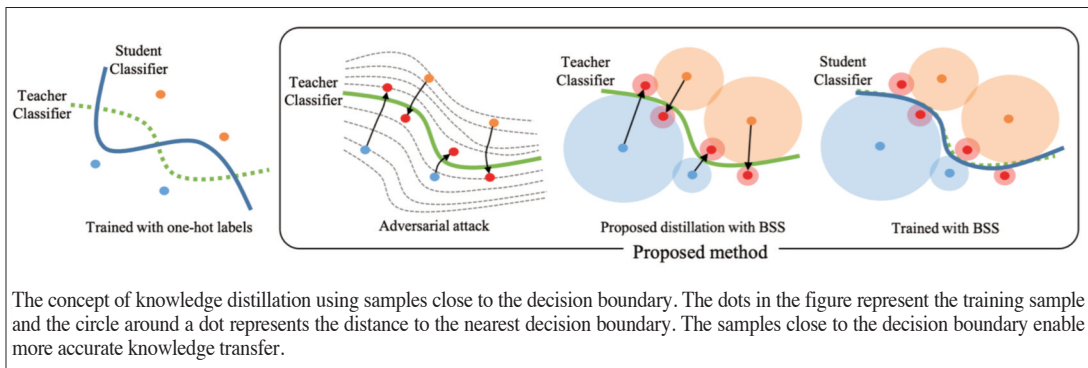 Student
Classifier
Teacher
Classifier
Trained with one-hot labels
Teacher
Classifier
Adversarial attack
Teacher
Classifier
Proposed distillation with BSS
Student
Classifier
Trained with BSS
Proposed method
The concept of knowledge distillation using samples close to the decision boundary. The dots in the figure represent the training sample
and the circle around a dot represents the distance to the nearest decision boundary. The samples close to the decision boundary enable
more accurate knowledge transfer.